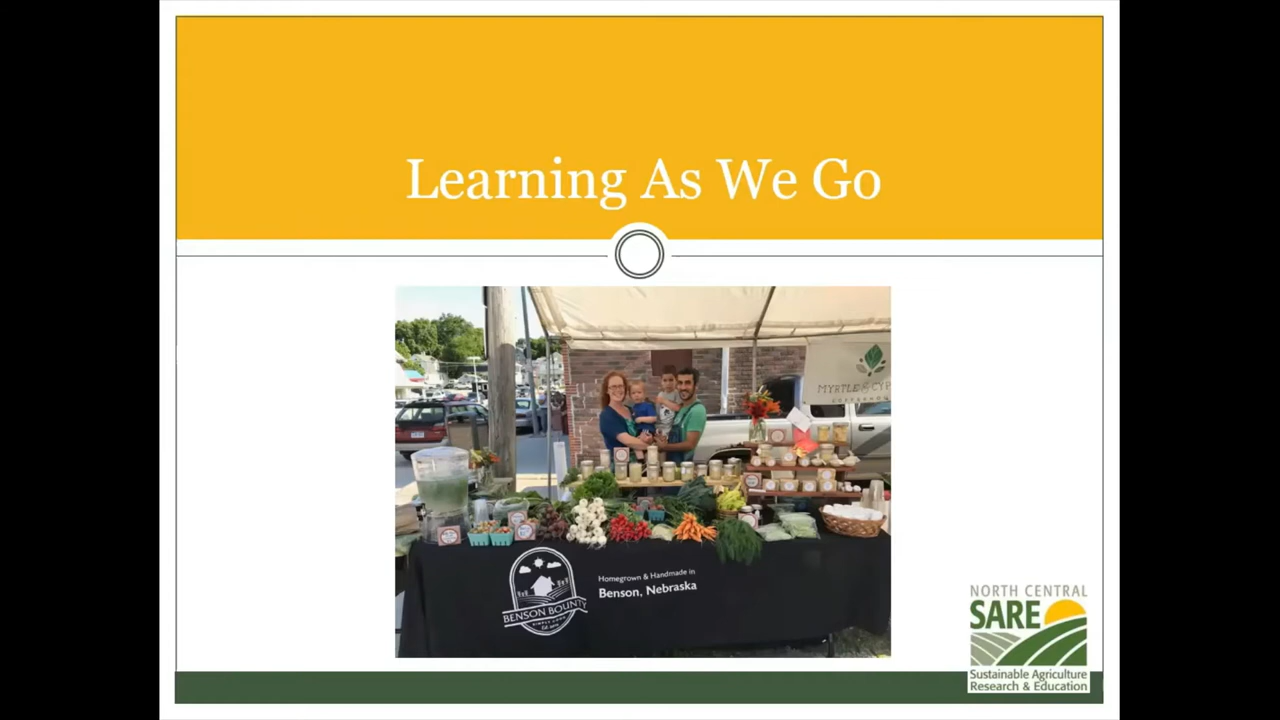 Learning As We Go
MYRTLE & CYP
Homegrown & Handmade in
Benson, Nebraska
BENSON BOUNTY
NORTH CENTRAL
SARE
Sustainable Agriculture
Research & Education